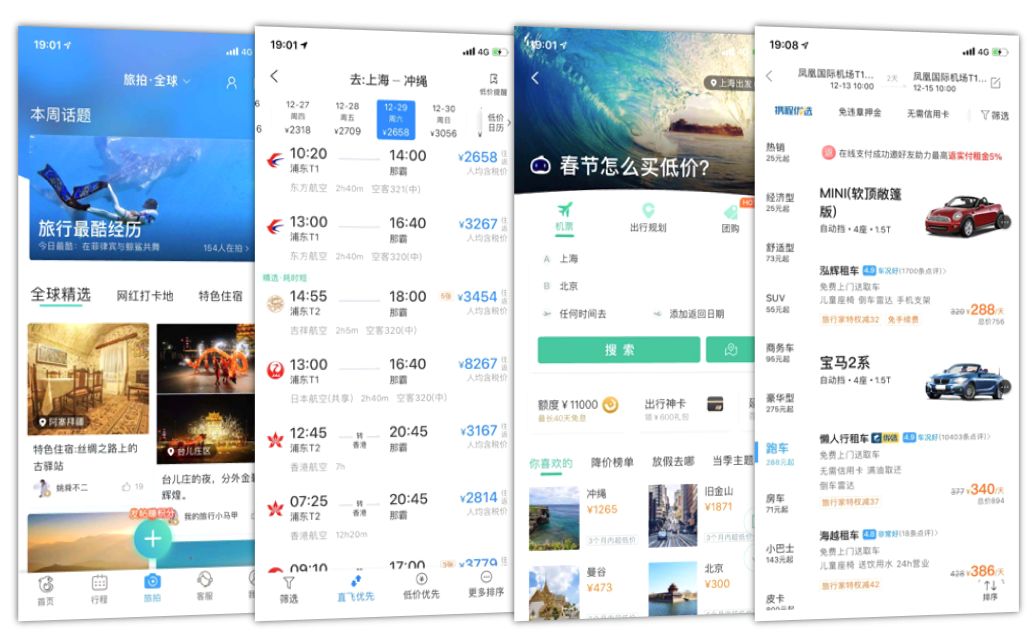 19:01
4G
旅拍·全球
本周话题
旅行最酷经历
今日最酷：在菲律宾与鲸鲨共舞
154人在拍
全球精选
网红打卡地
特色住宿
阿塞拜疆
台儿庄区
特色住宿:丝绸之路上的
古驿站
姚舜不二
19
台儿庄的夜，分外金
辉煌。
我的旅行小马甲
首页
行程
旅拍
客服
19:01
4G
去:上海 — 冲绳
低价提醒
6
12-27
12-28
12-29
12-30
周四
周五
周六
周日
6
¥2318
¥2709
¥2658
¥3056
低价
日历
10:20
14:00
¥2658
往返
浦东T1
那霸
人均含税价
东方航空 2h40m 空客321(中)
13:00
16:40
¥3267
往返
浦东T1
那霸
人均含税价
东方航空 2h40m 空客320(中)
精选·耗时短
14:55
18:00
5张
¥3454
往返
浦东T2
那霸
人均含税价
吉祥航空 2h5m 空客320(中)
13:00
16:40
¥8267
往返
浦东T1
那霸
人均含税价
日本航空(共享) 2h40m 空客320(中)
12:45
转
20:45
¥3167
往返
浦东T2
香港
那霸
人均含税价
香港航空 7h
07:25
转
20:45
¥2814
往返
浦东T2
香港
那霸
人均含税价
香港航空 12h20m
09:10
17:00
5张
¥3779
筛选
直飞优先
低价优先
更多排序
19:01
4G
上海出发
春节怎么买低价?
机票
出行规划
团购
HO
A 上海
B 北京
任何时间去
添加返回日期
搜索
额度¥11000
最长40天免息
出行神卡
领¥600礼包
你喜欢的
降价榜单
放假去哪
当季主题
冲绳
¥1265
3个月内超低价
旧金山
¥1871
3个月内超低价
曼谷
¥473
北京
¥300
19:08
4G
凤凰国际机场T1...
12-13 10:00
2天
凤凰国际机场T1...
12-15 10:00
携程优选
免违章押金
无需信用卡
筛选
热销
25元起
经济型
25元起
舒适型
73元起
SUV
55元起
商务车
95元起
豪华型
275元起
跑车
288元起
房车
71元起
小巴士
143元起
皮卡
在线支付成功邀好友助力最高返实付租金5%
MINI(软顶敞篷
版)
自动挡·4座·1.5T
泓辉租车 4.9 车况好(1700条点评)
免费上门送取车
儿童座椅 倒车雷达 手机支架
旅行家特权减32 免手续费
320 ¥288/天
总价756
宝马2系
自动挡·4座·1.5T
懒人行租车 4.9 车况好(10403条点评)
免费上门送取车
无需信用卡 满油取还
倒车雷达
旅行家特权减37
377 ¥340/天
总价894
海越租车 4.8 非常好(18条点评)
免费上门送取车
儿童座椅 送饮用水 24h营业
旅行家特权减42
428 ¥386/天
排序